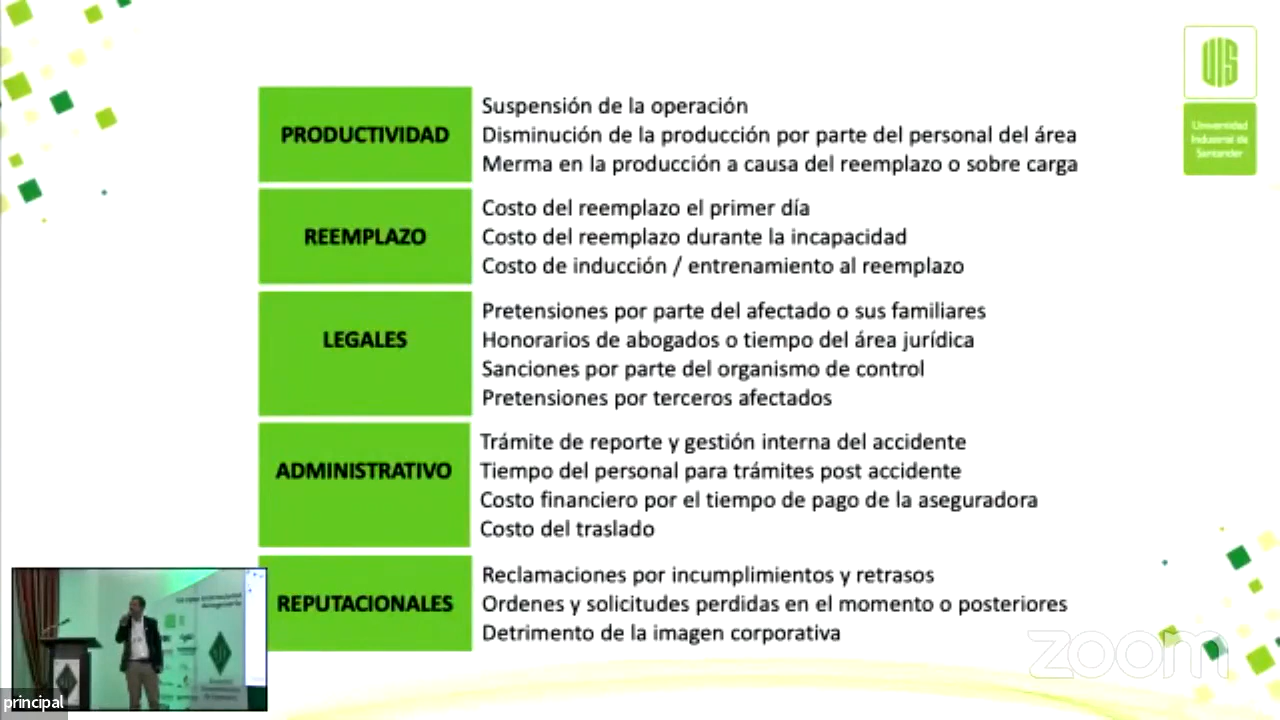 UIS
Universidad
Industrial de
Santander
PRODUCTIVIDAD
Suspensión de la operación
Disminución de la producción por parte del personal del área
Merma en la producción a causa del reemplazo o sobre carga
REEMPLAZO
Costo del reemplazo el primer día
Costo del reemplazo durante la incapacidad
Costo de inducción / entrenamiento al reemplazo
LEGALES
Pretensiones por parte del afectado o sus familiares
Honorarios de abogados o tiempo del área jurídica
Sanciones por parte del organismo de control
Pretensiones por terceros afectados
ADMINISTRATIVO
Trámite de reporte y gestión interna del accidente
Tiempo del personal para trámites post accidente
Costo financiero por el tiempo de pago de la aseguradora
Costo del traslado
REPUTACIONALES
Reclamaciones por incumplimientos y retrasos
Ordenes y solicitudes perdidas en el momento o posteriores
Detrimento de la imagen corporativa
zoom
principal